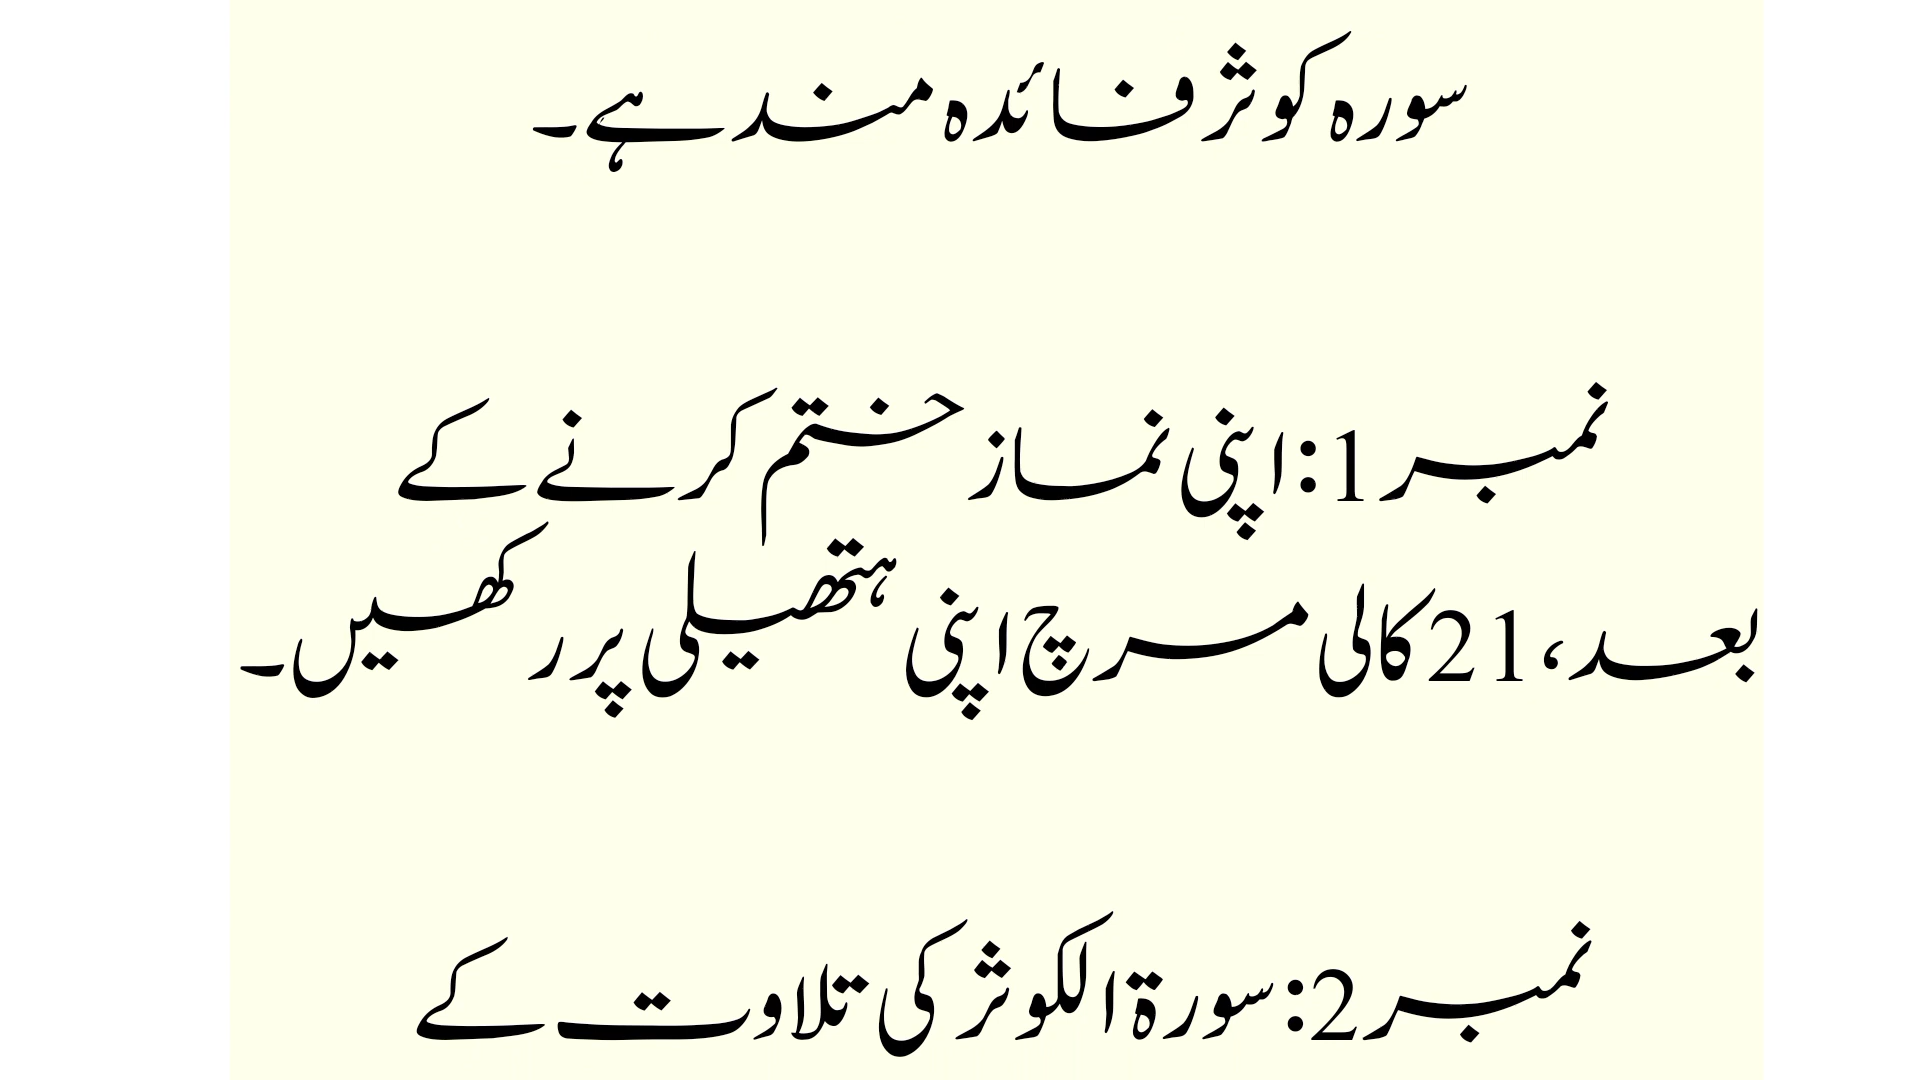 سورہ کوثر فائدہ مند ہے۔
نمبر 1: اپنی نماز ختم کرنے کے
بعد، 21 کالی مرچ اپنی ہتھیلی پر رکھیں۔
نمبر 2: سورۃ الکوثر کی تلاوت کے